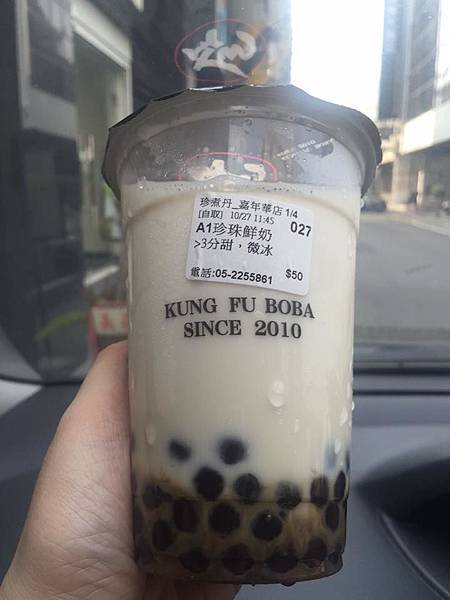 珍煮丹_嘉年華店 1/4
[自取] 10/27 11:45 027
A1珍珠鮮奶
>3分甜，微冰
電話:05-2255861 $50
KUNG FU BOBA
SINCE 2010